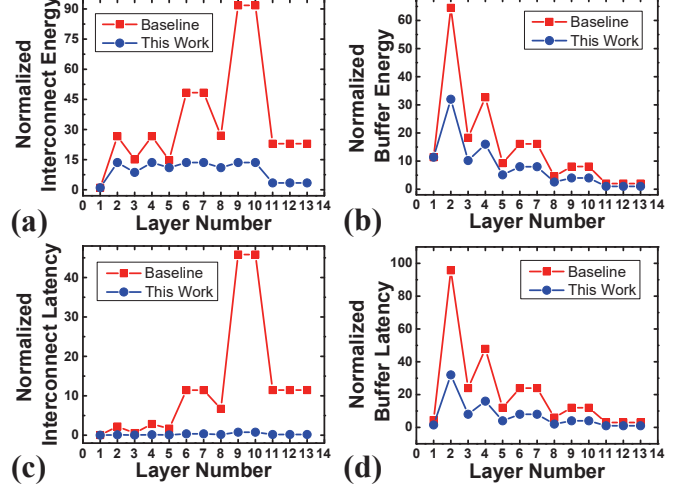 Normalized
Interconnect Energy
90
75
60
45
30
15
0
Baseline
This Work
0 1 2 3 4 5 6 7 8 9 10 11 12 13 14
(a) Layer Number
Normalized
Buffer Energy
60
50
40
30
20
10
0
Baseline
This Work
0 1 2 3 4 5 6 7 8 9 10 11 12 13 14
(b) Layer Number
Normalized
Interconnect Latency
40
30
20
10
0
Baseline
This Work
0 1 2 3 4 5 6 7 8 9 10 11 12 13 14
(c) Layer Number
Normalized
Buffer Latency
100
80
60
40
20
0
Baseline
This Work
0 1 2 3 4 5 6 7 8 9 10 11 12 13 14
(d) Layer Number